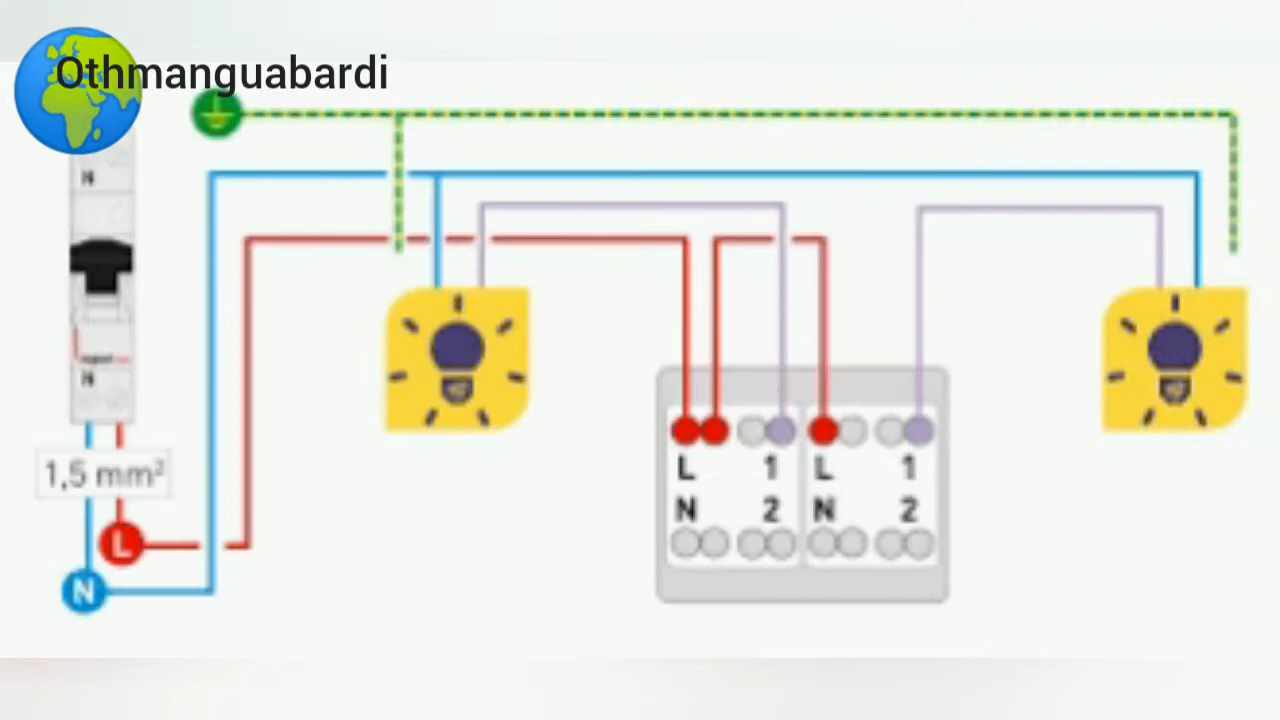 Othmanguabardi
N
N
1,5 mm²
L
N
L 1 L 1
N 2 N 2